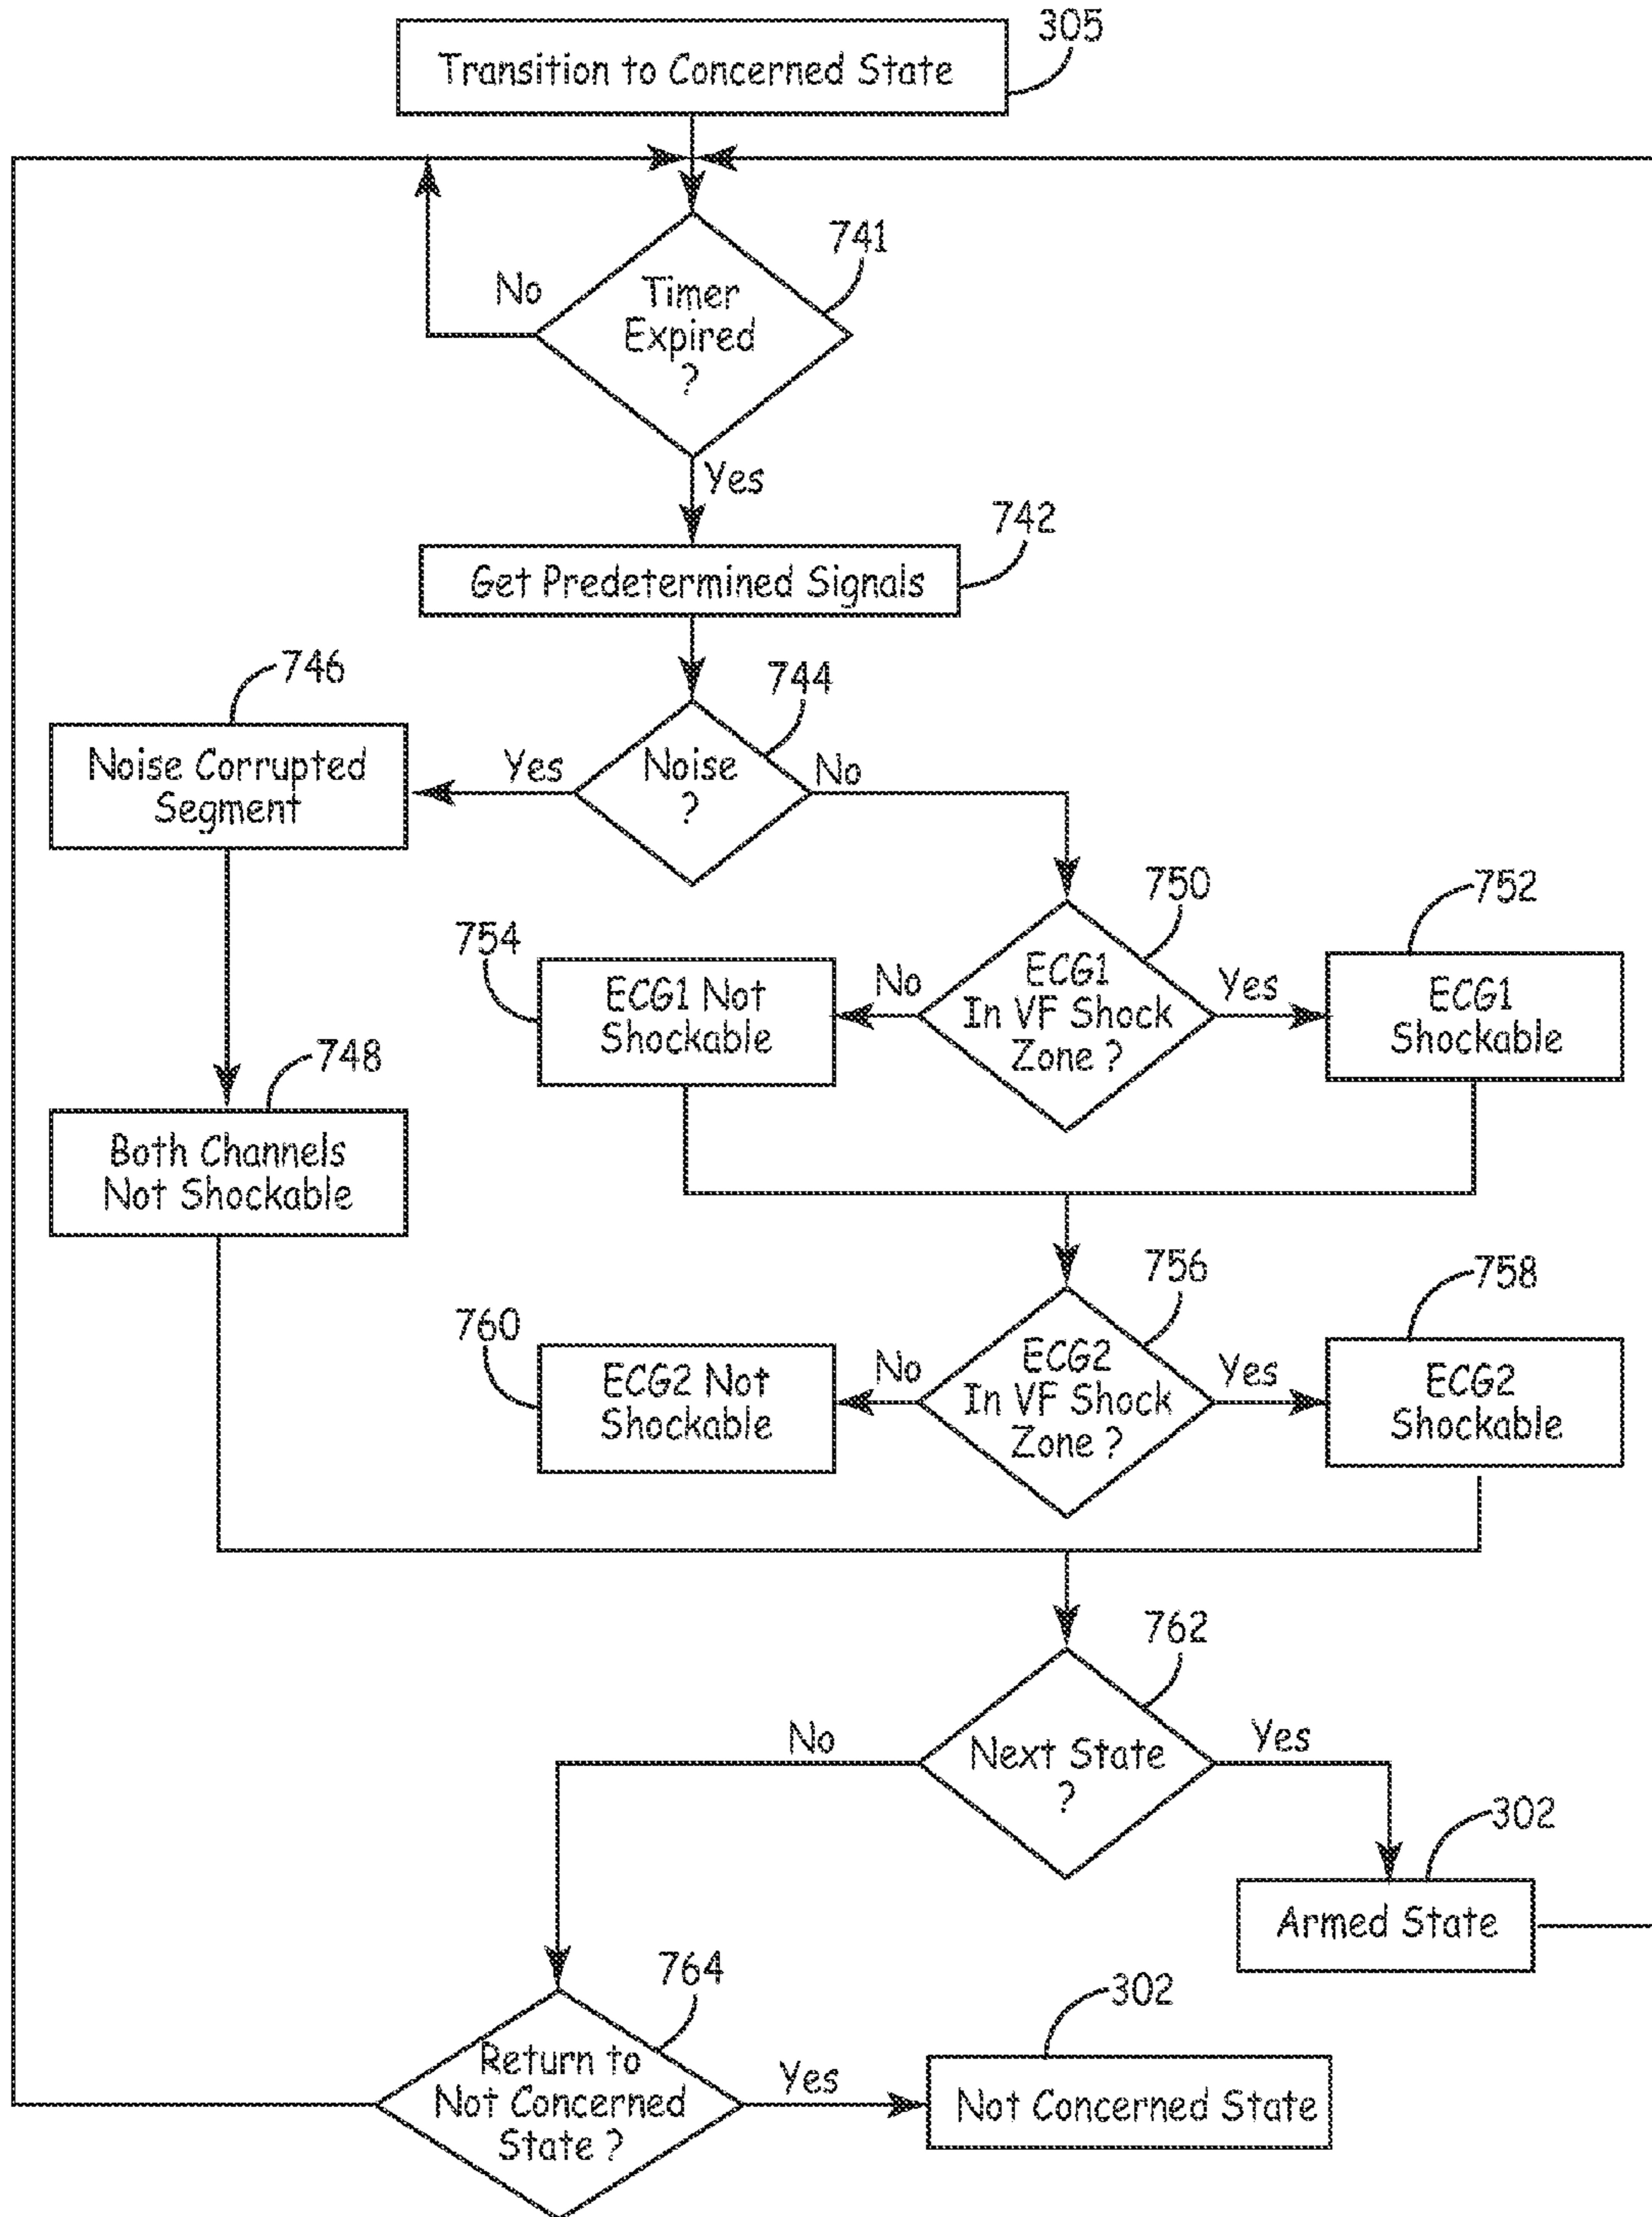 305
Transition to Concerned State
741
No
Timer
Expired
?
Yes
742
Get Predetermined Signals
746
744
Noise Corrupted
Segment
Yes
Noise
?
No
750
752
754
ECG1 Not
Shockable
No
ECG1
In VF Shock
Zone ?
Yes
ECG1
Shockable
748
Both Channels
Not Shockable
756
758
760
ECG2 Not
Shockable
No
ECG2
In VF Shock
Zone ?
Yes
ECG2
Shockable
762
No
Next State
?
Yes
302
Armed State
764
302
Return to
Not Concerned
State ?
Yes
Not Concerned State